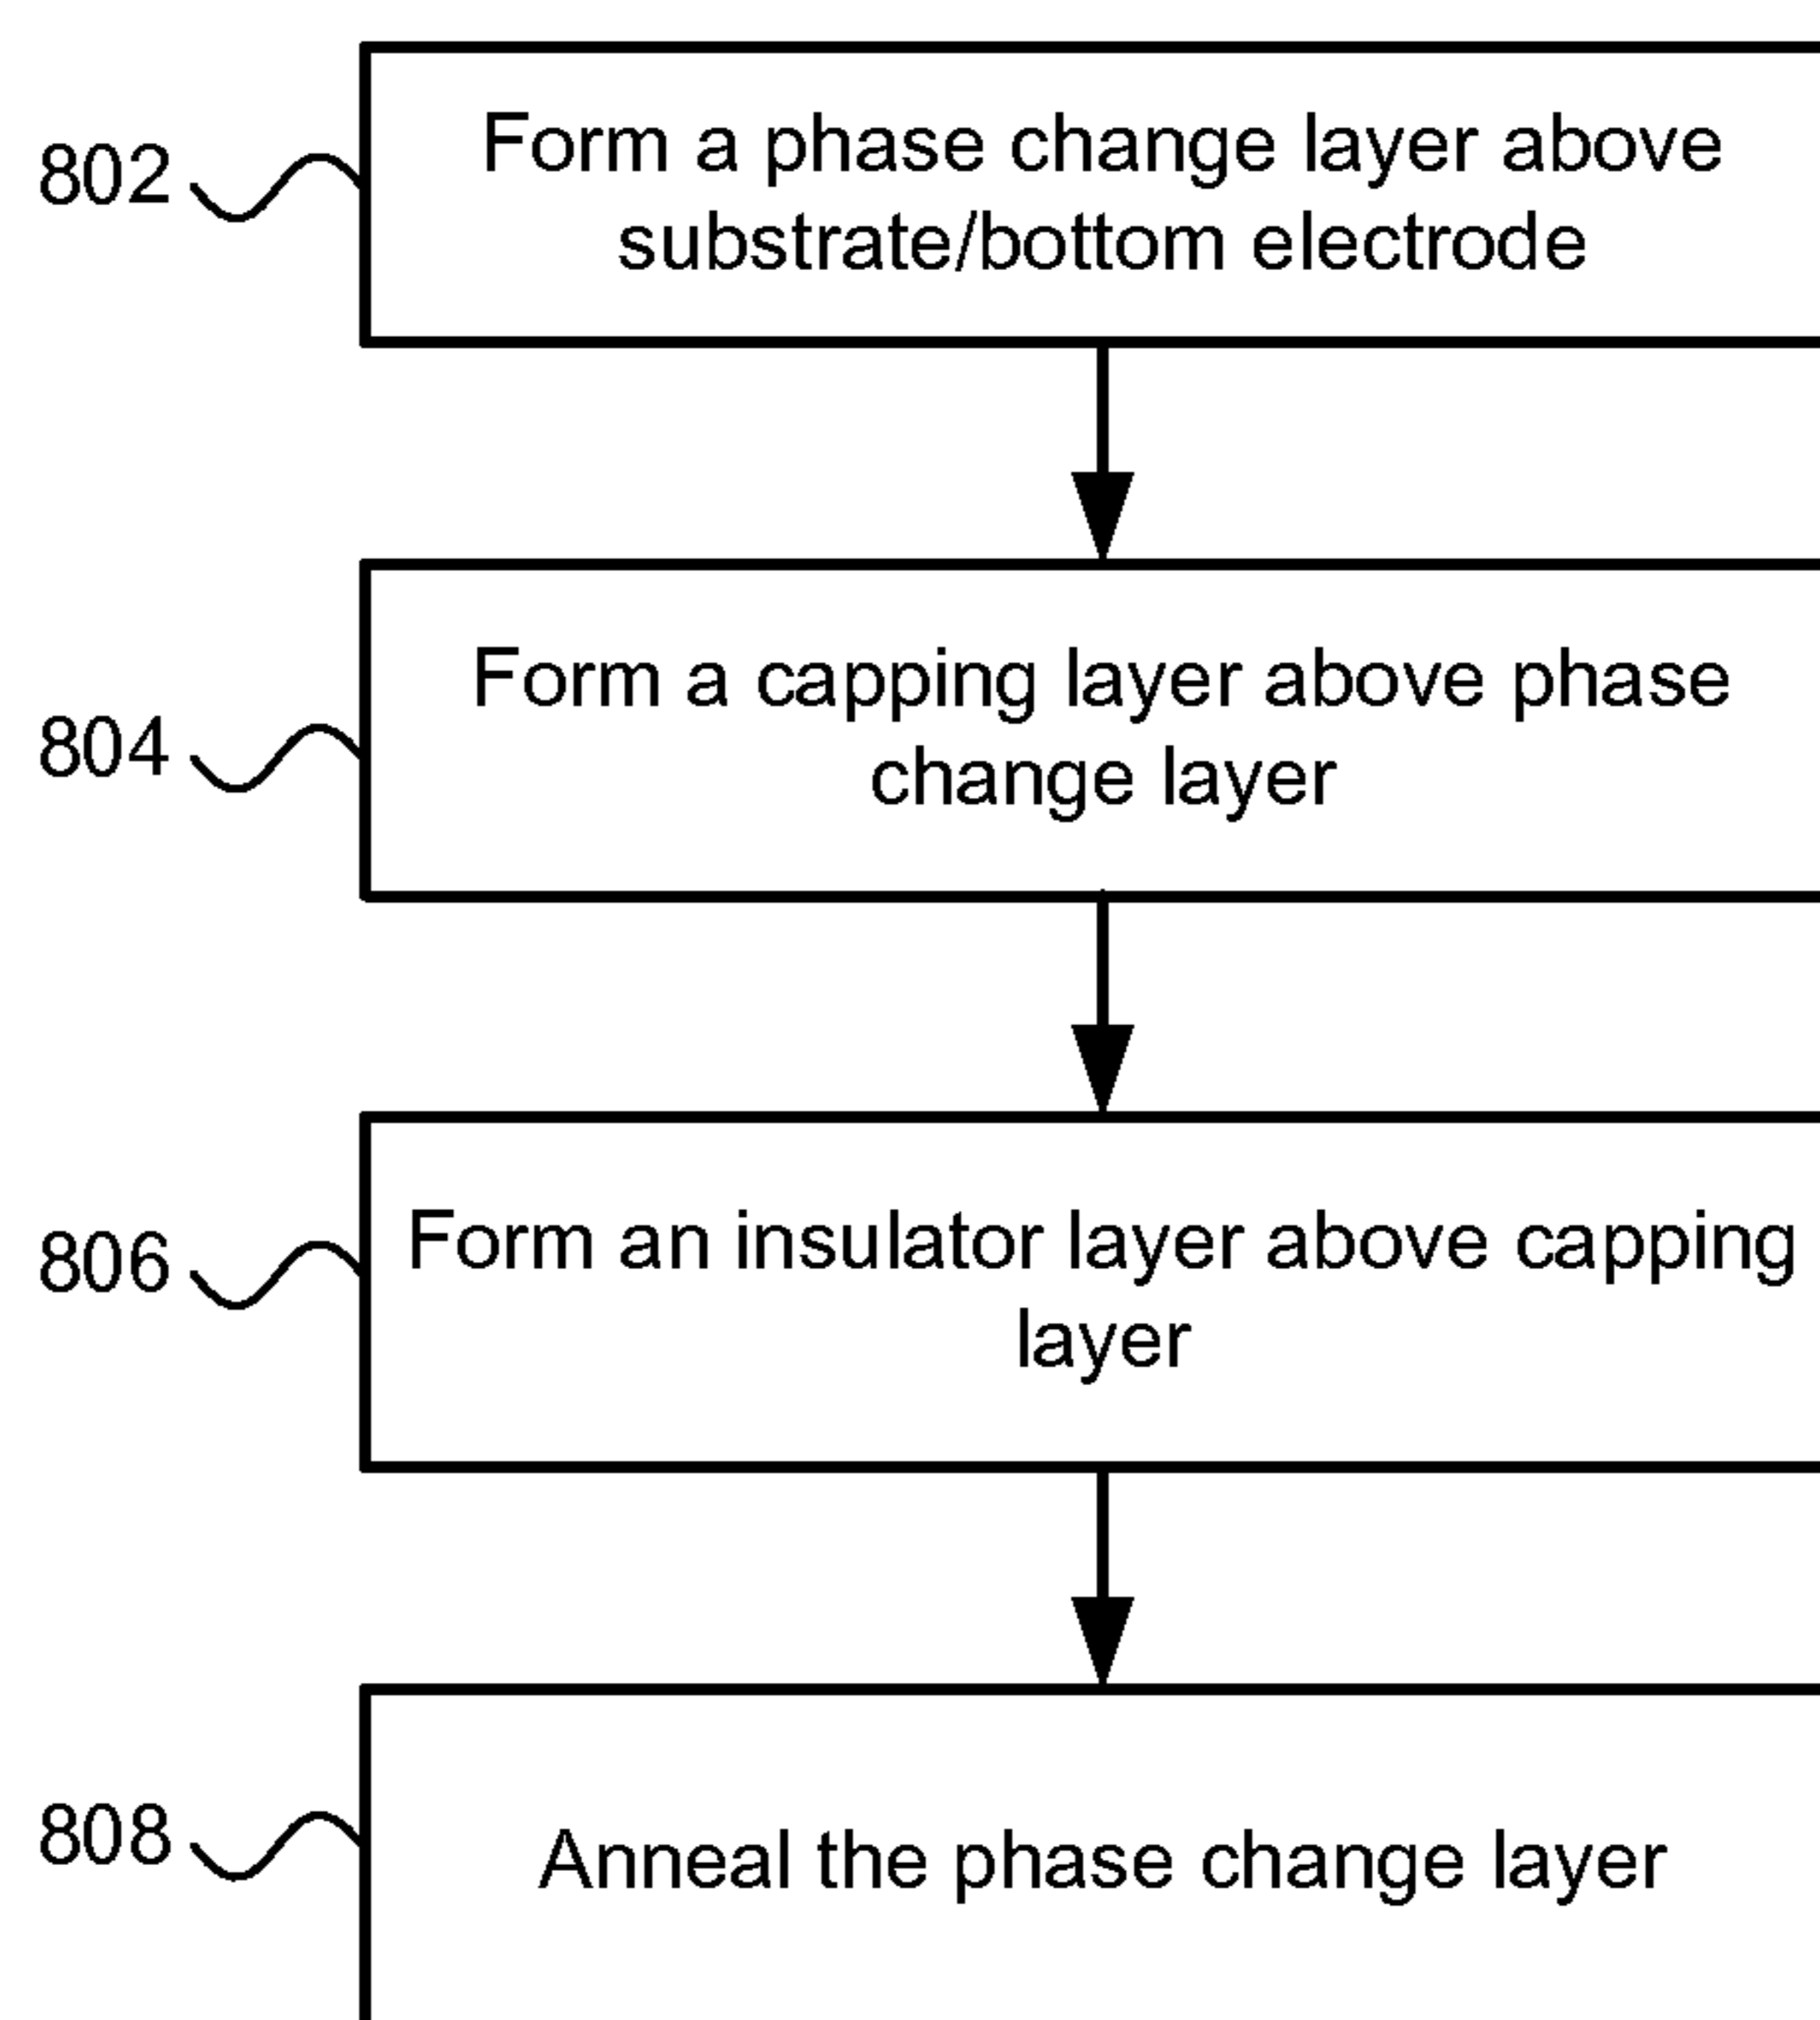 802
Form a phase change layer above
substrate/bottom electrode
804
Form a capping layer above phase
change layer
806
Form an insulator layer above capping
layer
808
Anneal the phase change layer